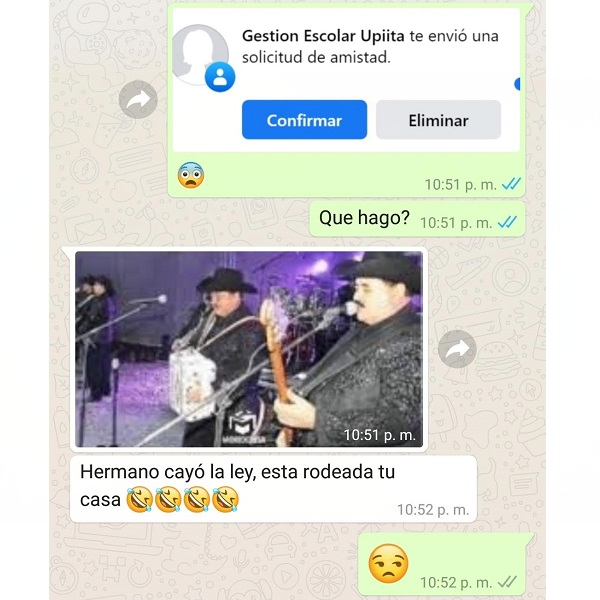 Gestion Escolar Upiita te envió una
solicitud de amistad.
Confirmar Eliminar
😨
10:51 p. m.
Que hago? 10:51 p. m.
10:51 p. m.
Hermano cayó la ley, esta rodeada tu
casa 🤣🤣🤣🤣
10:52 p. m.
😒
10:52 p. m.